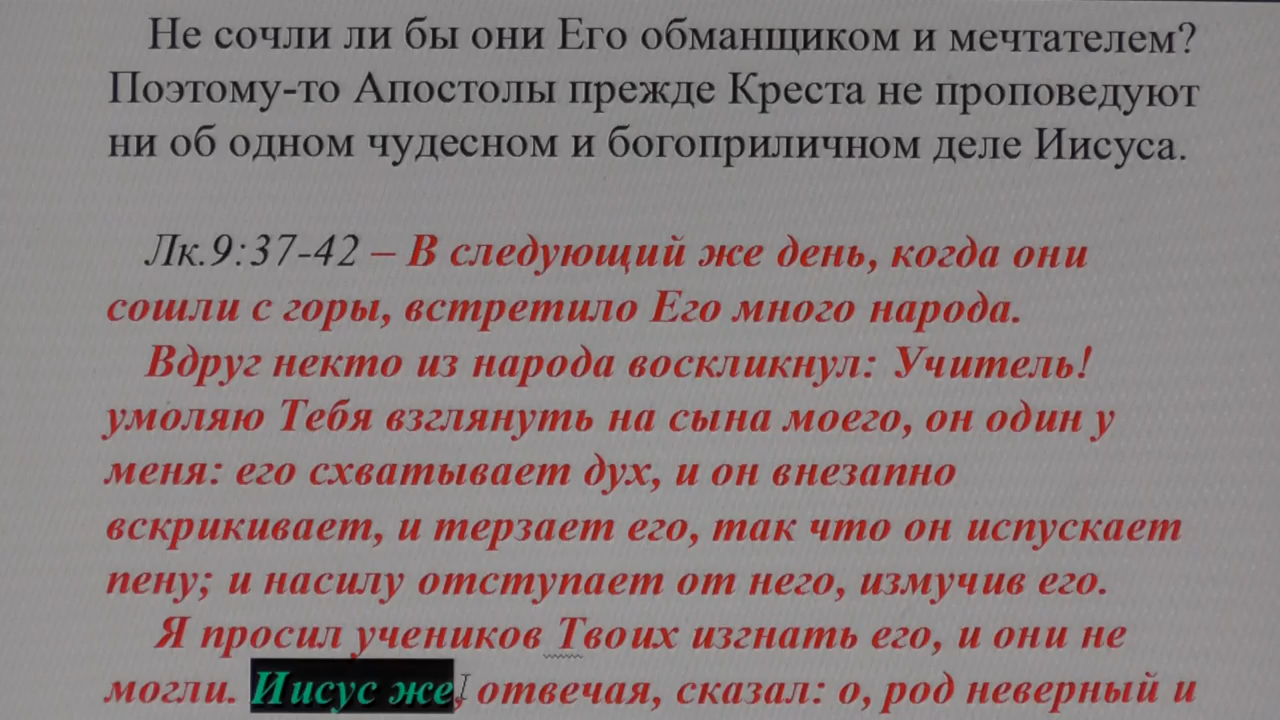 Не сочли ли бы они Его обманщиком и мечтателем?
Поэтому-то Апостолы прежде Креста не проповедуют
ни об одном чудесном и богоприличном деле Иисуса.
Лк.9:37-42 – В следующий же день, когда они
сошли с горы, встретило Его много народа.
Вдруг некто из народа воскликнул: Учитель!
умоляю Тебя взглянуть на сына моего, он один у
меня: его схватывает дух, и он внезапно
вскрикивает, и терзает его, так что он испускает
пену; и насилу отступает от него, измучив его.
Я просил учеников Твоих изгнать его, и они не
могли. Иисус же, отвечая, сказал: о, род неверный и